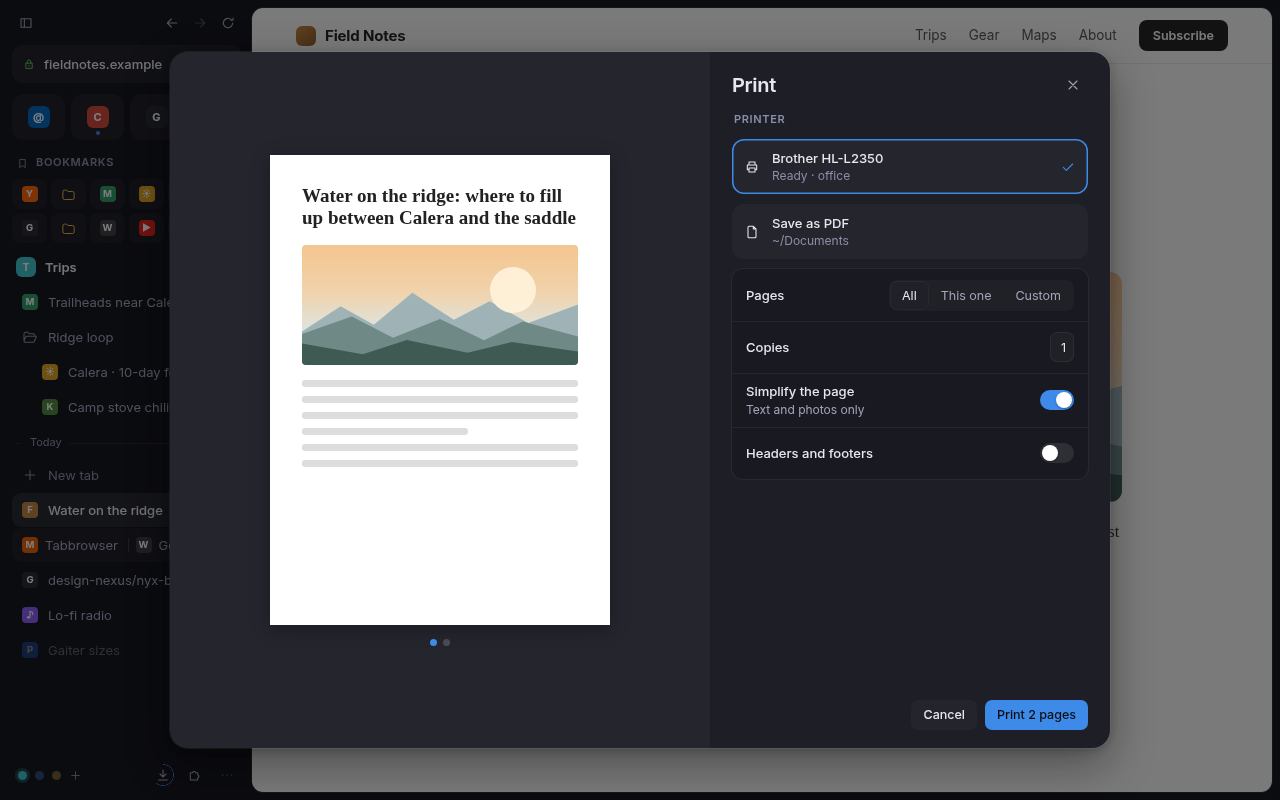 fieldnotes.example
@
C
G
BOOKMARKS
Y
M
G
W
T Trips
M Trailheads near Cale
Ridge loop
Calera · 10-day f
K Camp stove chili
Today
New tab
F Water on the ridge
M Tabbrowser W G
G design-nexus/nyx-b
Lo-fi radio
P Gaiter sizes
Field Notes
Trips Gear Maps About Subscribe
st
Water on the ridge: where to fill
up between Calera and the saddle
Print
PRINTER
Brother HL-L2350
Ready · office
Save as PDF
~/Documents
Pages All This one Custom
Copies 1
Simplify the page
Text and photos only
Headers and footers
Cancel Print 2 pages